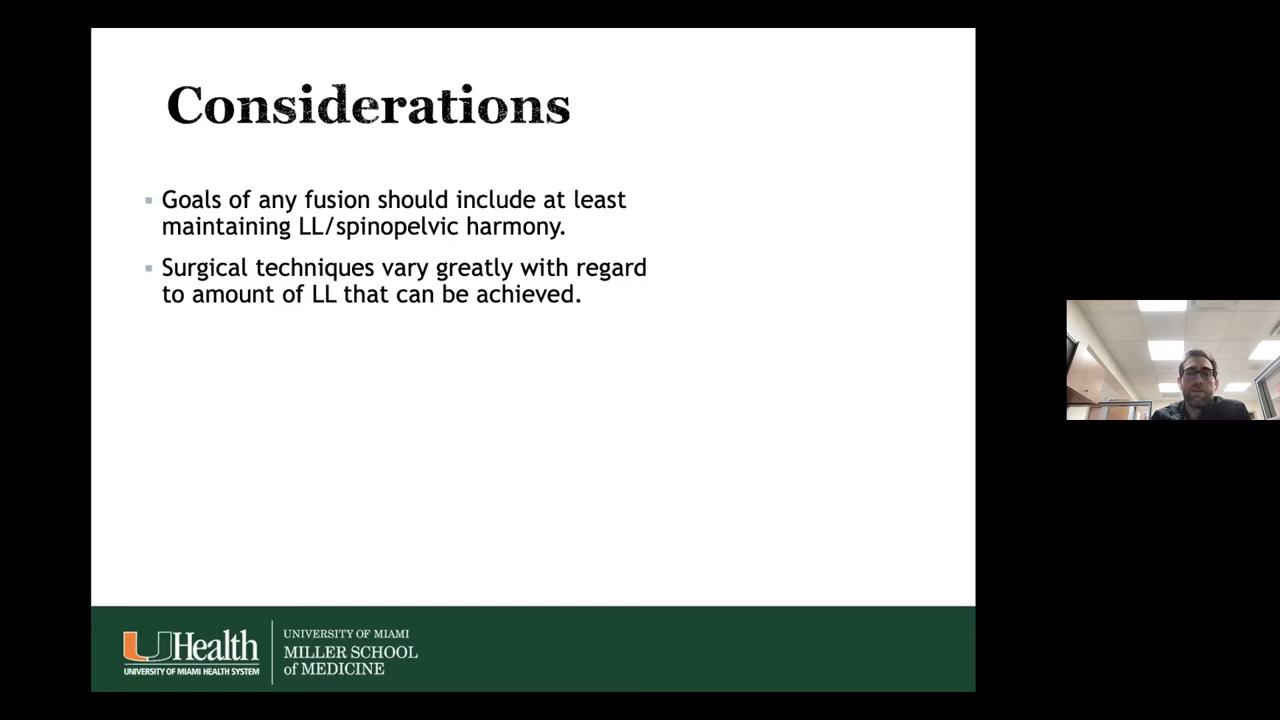 Considerations
Goals of any fusion should include at least
maintaining LL/spinopelvic harmony.
Surgical techniques vary greatly with regard
to amount of LL that can be achieved.
UHealth
UNIVERSITY OF MIAMI HEALTH SYSTEM
UNIVERSITY OF MIAMI
MILLER SCHOOL
of MEDICINE